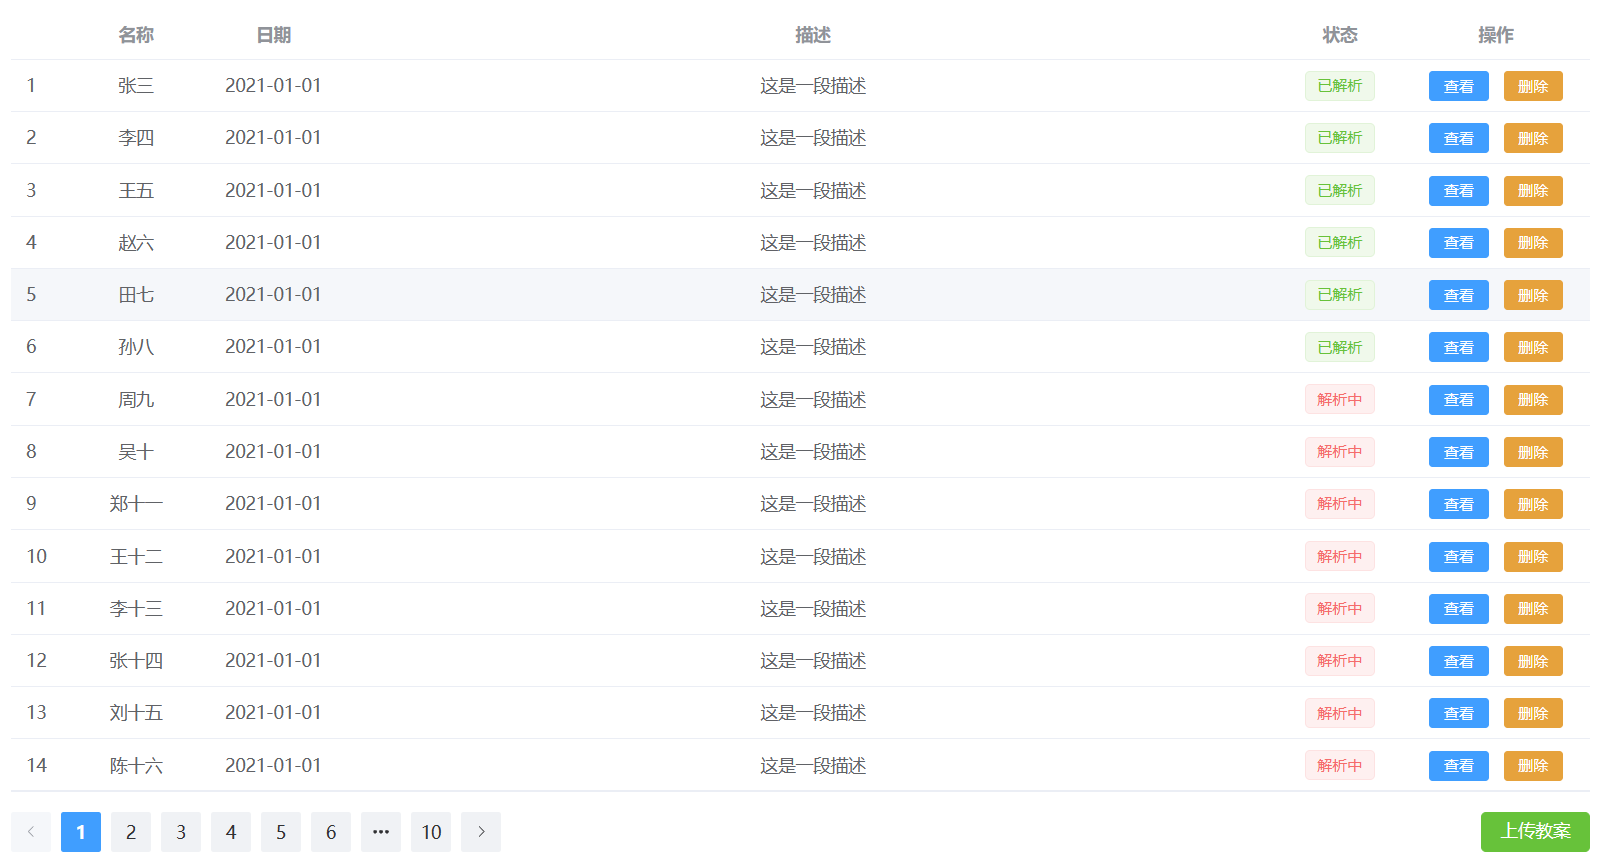 名称 日期 描述 状态 操作
1 张三 2021-01-01 这是一段描述 已解析 查看 删除
2 李四 2021-01-01 这是一段描述 已解析 查看 删除
3 王五 2021-01-01 这是一段描述 已解析 查看 删除
4 赵六 2021-01-01 这是一段描述 已解析 查看 删除
5 田七 2021-01-01 这是一段描述 已解析 查看 删除
6 孙八 2021-01-01 这是一段描述 已解析 查看 删除
7 周九 2021-01-01 这是一段描述 解析中 查看 删除
8 吴十 2021-01-01 这是一段描述 解析中 查看 删除
9 郑十一 2021-01-01 这是一段描述 解析中 查看 删除
10 王十二 2021-01-01 这是一段描述 解析中 查看 删除
11 李十三 2021-01-01 这是一段描述 解析中 查看 删除
12 张十四 2021-01-01 这是一段描述 解析中 查看 删除
13 刘十五 2021-01-01 这是一段描述 解析中 查看 删除
14 陈十六 2021-01-01 这是一段描述 解析中 查看 删除
< 1 2 3 4 5 6 ••• 10 > 上传教案